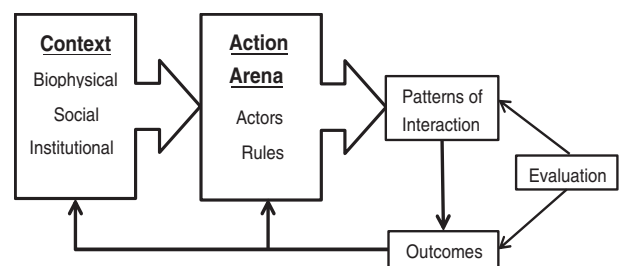 Context
Biophysical
Social
Institutional
Action
Arena
Actors
Rules
Patterns of
Interaction
Evaluation
Outcomes